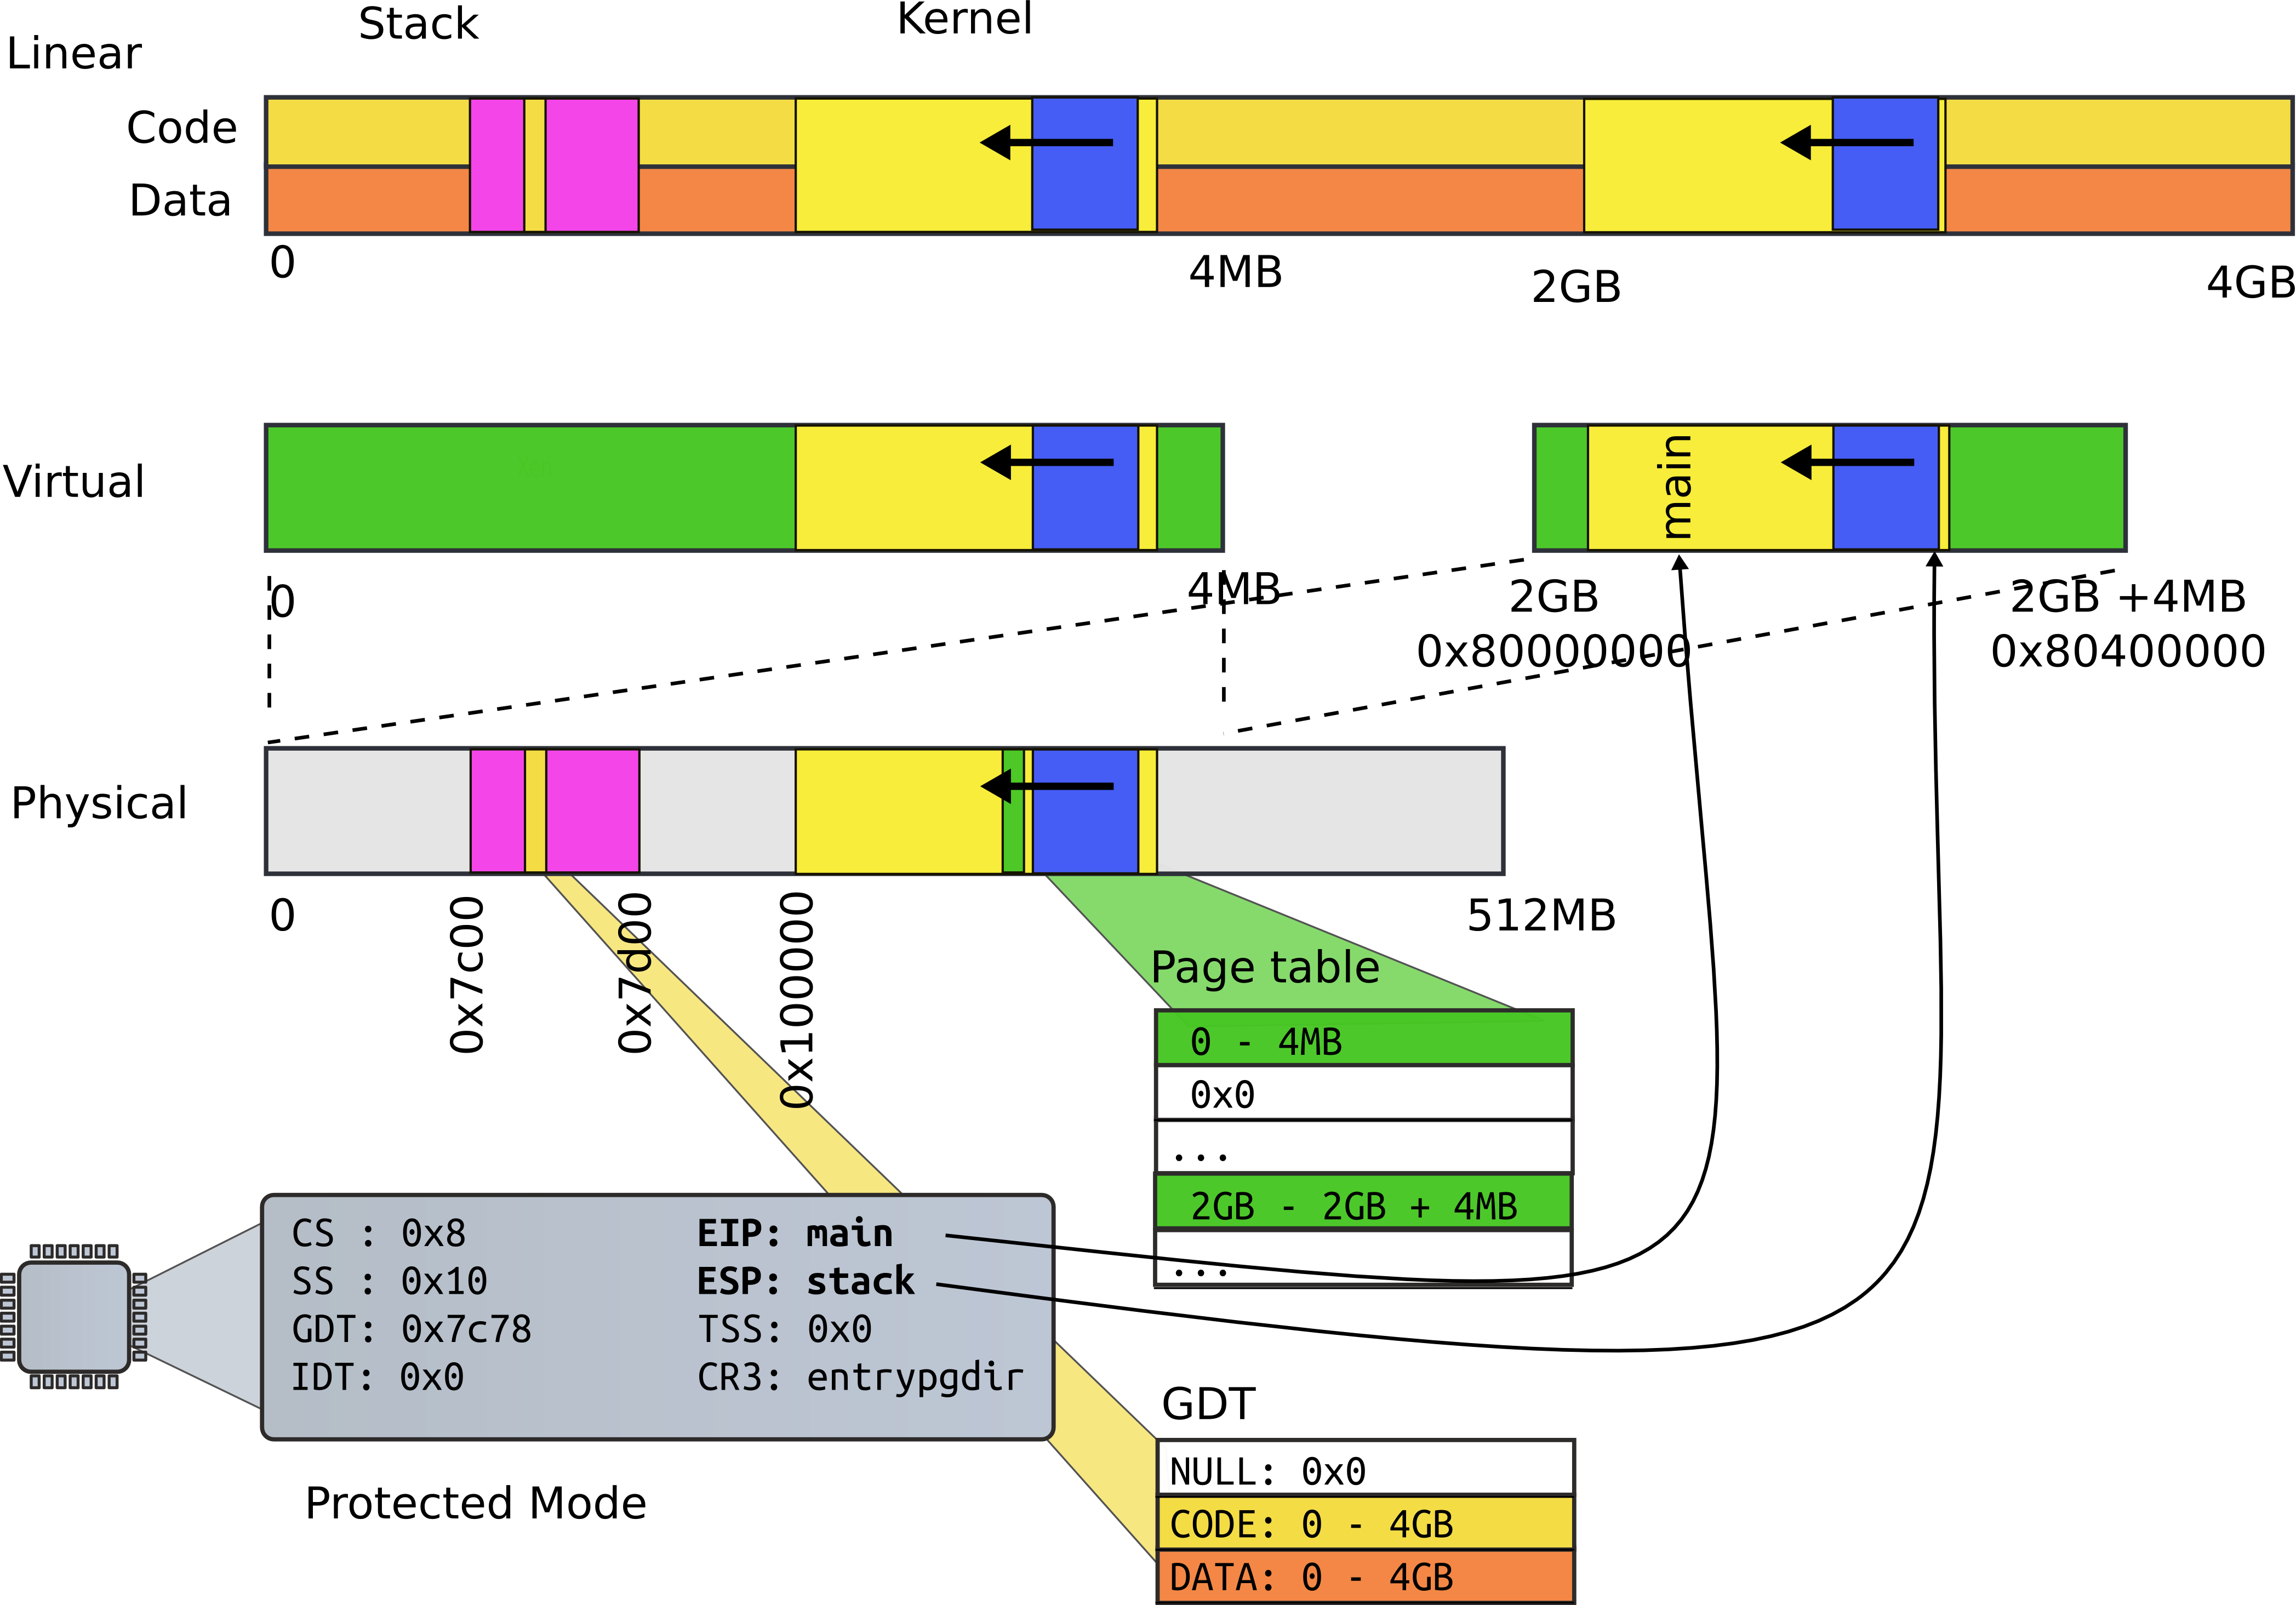 Stack
Kernel
Linear
Code
Data
0
4MB
2GB
4GB
Virtual
main
0
4MB
2GB
0x80000000
2GB +4MB
0x80400000
Physical
0
0x7c00
0x7d00
0x100000
512MB
Page table
0 - 4MB
0x0
...
2GB - 2GB + 4MB
...
CS : 0x8
SS : 0x10
GDT: 0x7c78
IDT: 0x0
EIP: main
ESP: stack
TSS: 0x0
CR3: entrypgdir
Protected Mode
GDT
NULL: 0x0
CODE: 0 - 4GB
DATA: 0 - 4GB